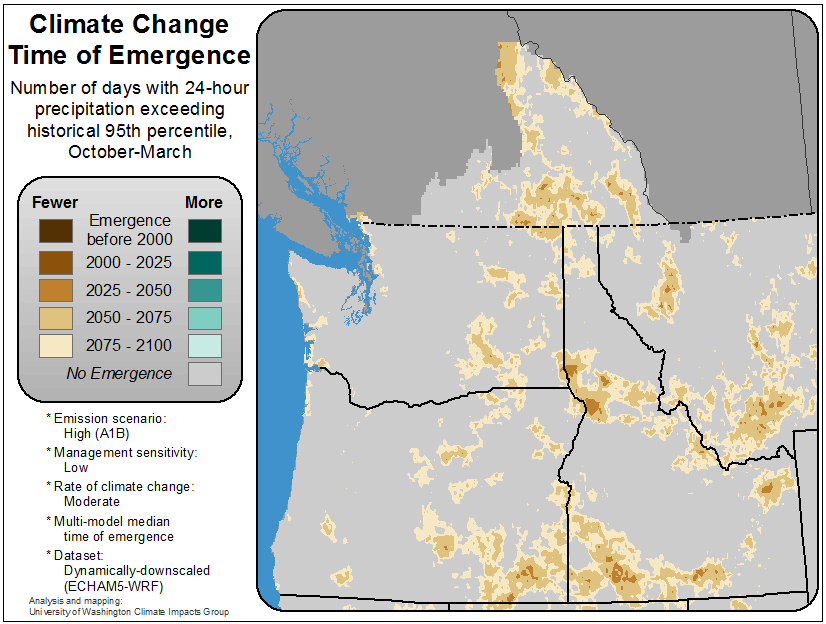 Climate Change
Time of Emergence
Number of days with 24-hour
precipitation exceeding
historical 95th percentile,
October-March
Fewer More
Emergence
before 2000
2000 - 2025
2025 - 2050
2050 - 2075
2075 - 2100
No Emergence
* Emission scenario:
High (A1B)
* Management sensitivity:
Low
* Rate of climate change:
Moderate
* Multi-model median
time of emergence
* Dataset:
Dynamically-downscaled
(ECHAM5-WRF)
Analysis and mapping:
University of Washington Climate Impacts Group